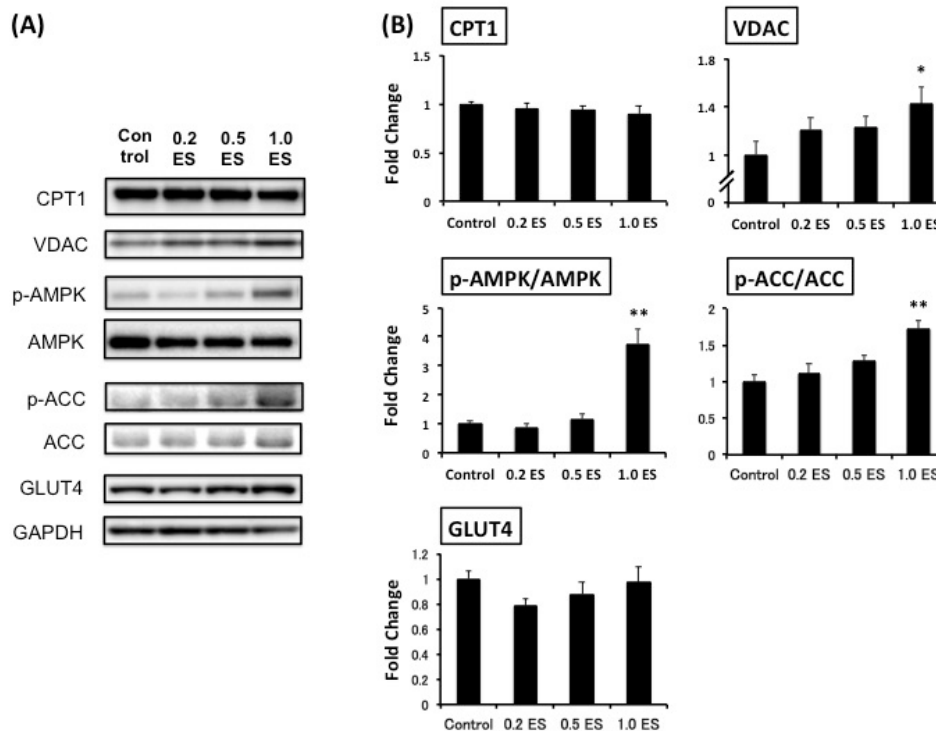 (A)
Con
trol
0.2
ES
0.5
ES
1.0
ES
CPT1
VDAC
p-AMPK
AMPK
p-ACC
ACC
GLUT4
GAPDH
(B)
CPT1
Fold Change
1.5
1
0.5
0
Control 0.2 ES 0.5 ES 1.0 ES
VDAC
1.8
1.4
1
0
*
Control 0.2 ES 0.5 ES 1.0 ES
p-AMPK/AMPK
Fold Change
5
4
3
2
1
0
**
Control 0.2 ES 0.5 ES 1.0 ES
p-ACC/ACC
2
1.5
1
0.5
0
**
Control 0.2 ES 0.5 ES 1.0 ES
GLUT4
Fold Change
1.2
1
0.8
0.6
0.4
0.2
0
Control 0.2 ES 0.5 ES 1.0 ES